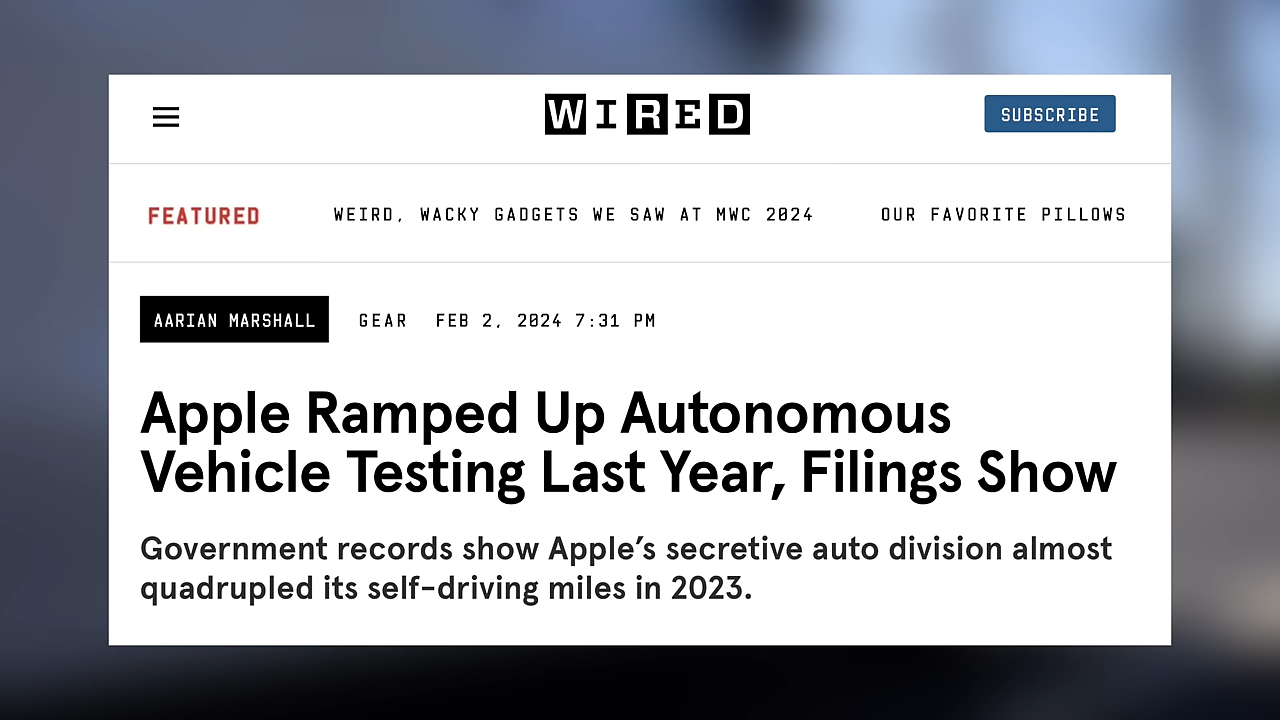 WIRED
SUBSCRIBE
FEATURED WEIRD, WACKY GADGETS WE SAW AT MWC 2024 OUR FAVORITE PILLOWS
AARIAN MARSHALL GEAR FEB 2, 2024 7:31 PM
Apple Ramped Up Autonomous
Vehicle Testing Last Year, Filings Show
Government records show Apple’s secretive auto division almost
quadrupled its self-driving miles in 2023.